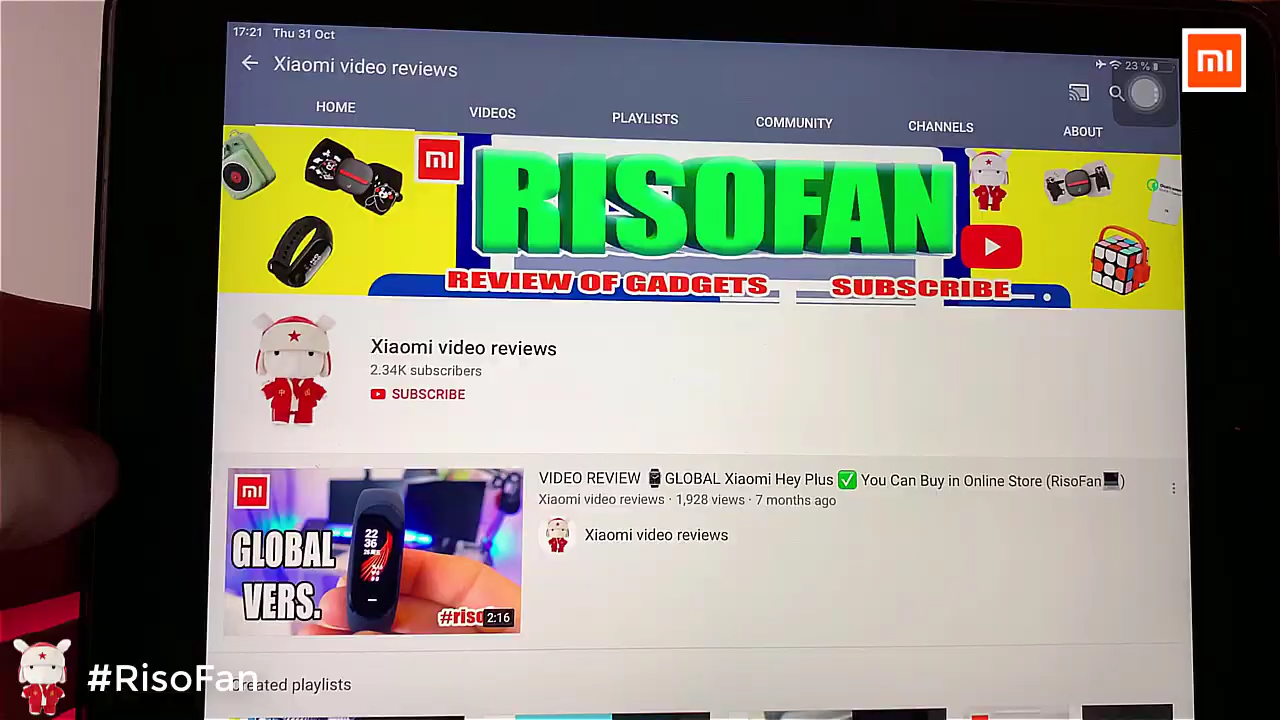 17:21 Thu 31 Oct
23 %
mi
Xiaomi video reviews
HOME
VIDEOS
PLAYLISTS
COMMUNITY
CHANNELS
ABOUT
mi
RISOFAN
REVIEW OF GADGETS
SUBSCRIBE
Xiaomi video reviews
2.34K subscribers
SUBSCRIBE
VIDEO REVIEW ⌚GLOBAL Xiaomi Hey Plus ✅ You Can Buy in Online Store (RisoFan💻)
Xiaomi video reviews · 1,928 views · 7 months ago
Xiaomi video reviews
mi
GLOBAL
VERS.
22
36
#riso
2:16
#RisoFan
Created playlists